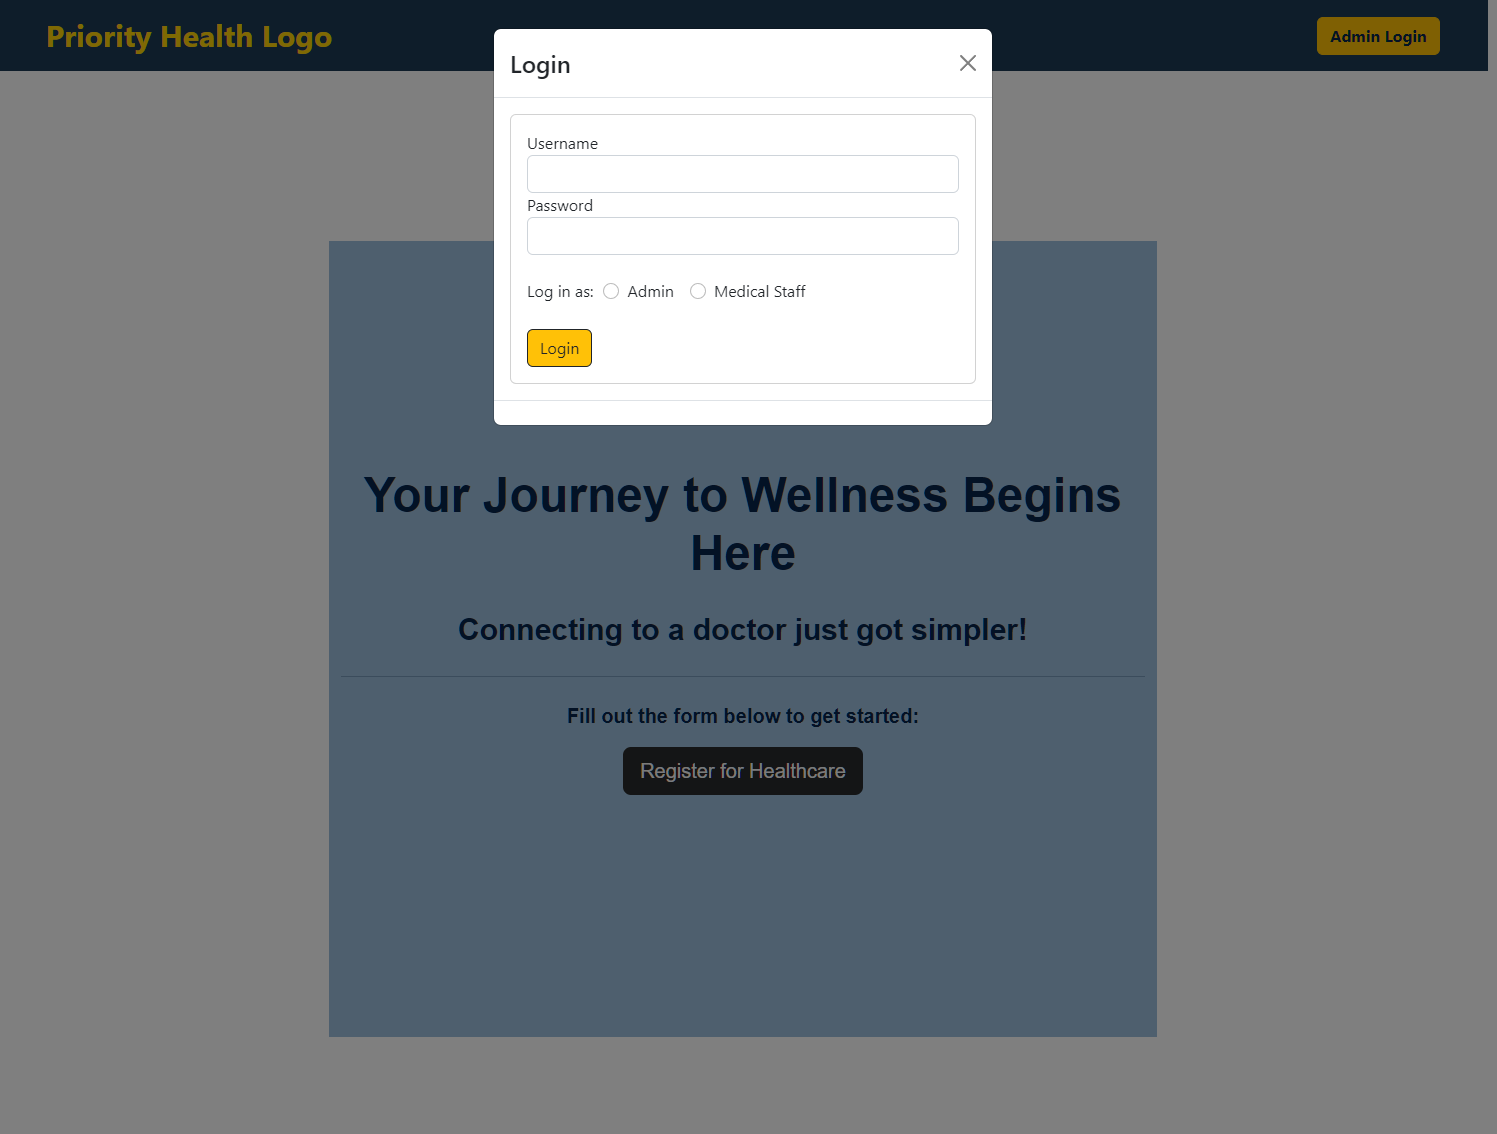 Priority Health Logo
Admin Login
Login
Username
Password
Log in as: Admin Medical Staff
Login
Your Journey to Wellness Begins
Here
Connecting to a doctor just got simpler!
Fill out the form below to get started:
Register for Healthcare